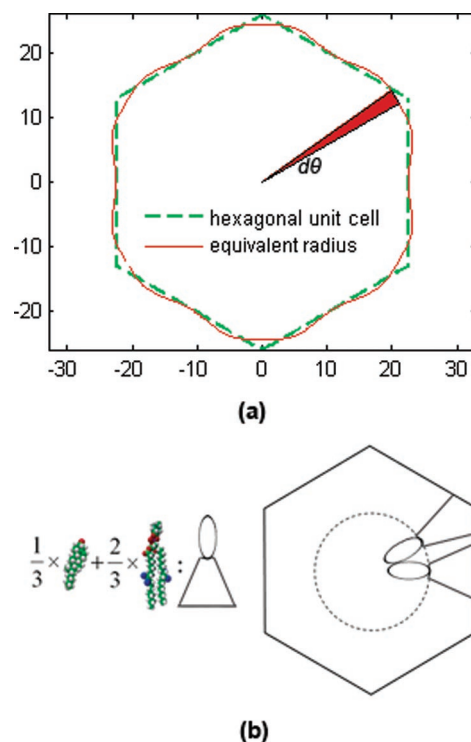 20
10
0
-10
-20
-30 -20 -10 0 10 20 30
dθ
hexagonal unit cell
equivalent radius
(a)
1/3 × + 2/3 × :
(b)